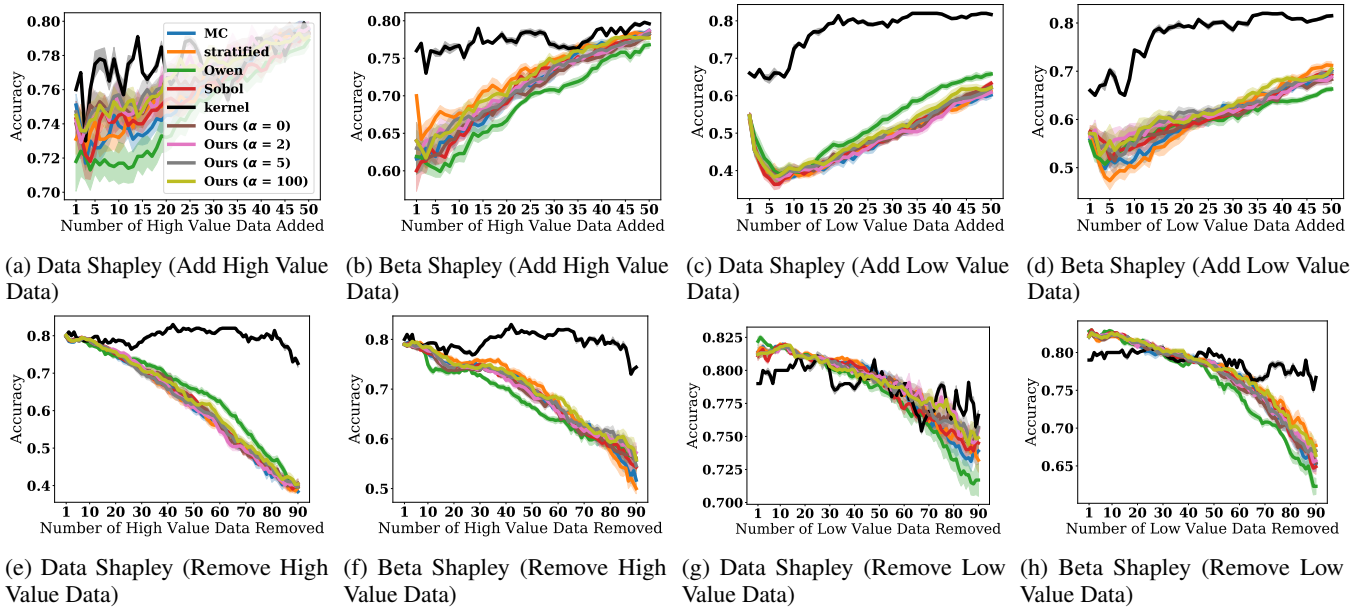 0.80
0.78
0.76
0.74
0.72
0.70
Accuracy
MC
stratified
Owen
Sobol
kernel
Ours (α = 0)
Ours (α = 2)
Ours (α = 5)
Ours (α = 100)
1 5 10 15 20 25 30 35 40 45 50
Number of High Value Data Added
0.80
0.75
0.70
0.65
0.60
Accuracy
1 5 10 15 20 25 30 35 40 45 50
Number of High Value Data Added
0.8
0.7
0.6
0.5
0.4
Accuracy
1 5 10 15 20 25 30 35 40 45 50
Number of Low Value Data Added
0.8
0.7
0.6
0.5
Accuracy
1 5 10 15 20 25 30 35 40 45 50
Number of Low Value Data Added
(a) Data Shapley (Add High Value
Data)
(b) Beta Shapley (Add High Value
Data)
(c) Data Shapley (Add Low Value
Data)
(d) Beta Shapley (Add Low Value
Data)
0.8
0.7
0.6
0.5
0.4
Accuracy
1 10 20 30 40 50 60 70 80 90
Number of High Value Data Removed
0.8
0.7
0.6
0.5
Accuracy
1 10 20 30 40 50 60 70 80 90
Number of High Value Data Removed
0.825
0.800
0.775
0.750
0.725
0.700
Accuracy
1 10 20 30 40 50 60 70 80 90
Number of Low Value Data Removed
0.80
0.75
0.70
0.65
Accuracy
1 10 20 30 40 50 60 70 80 90
Number of Low Value Data Removed
(e) Data Shapley (Remove High
Value Data)
(f) Beta Shapley (Remove High
Value Data)
(g) Data Shapley (Remove Low
Value Data)
(h) Beta Shapley (Remove Low
Value Data)